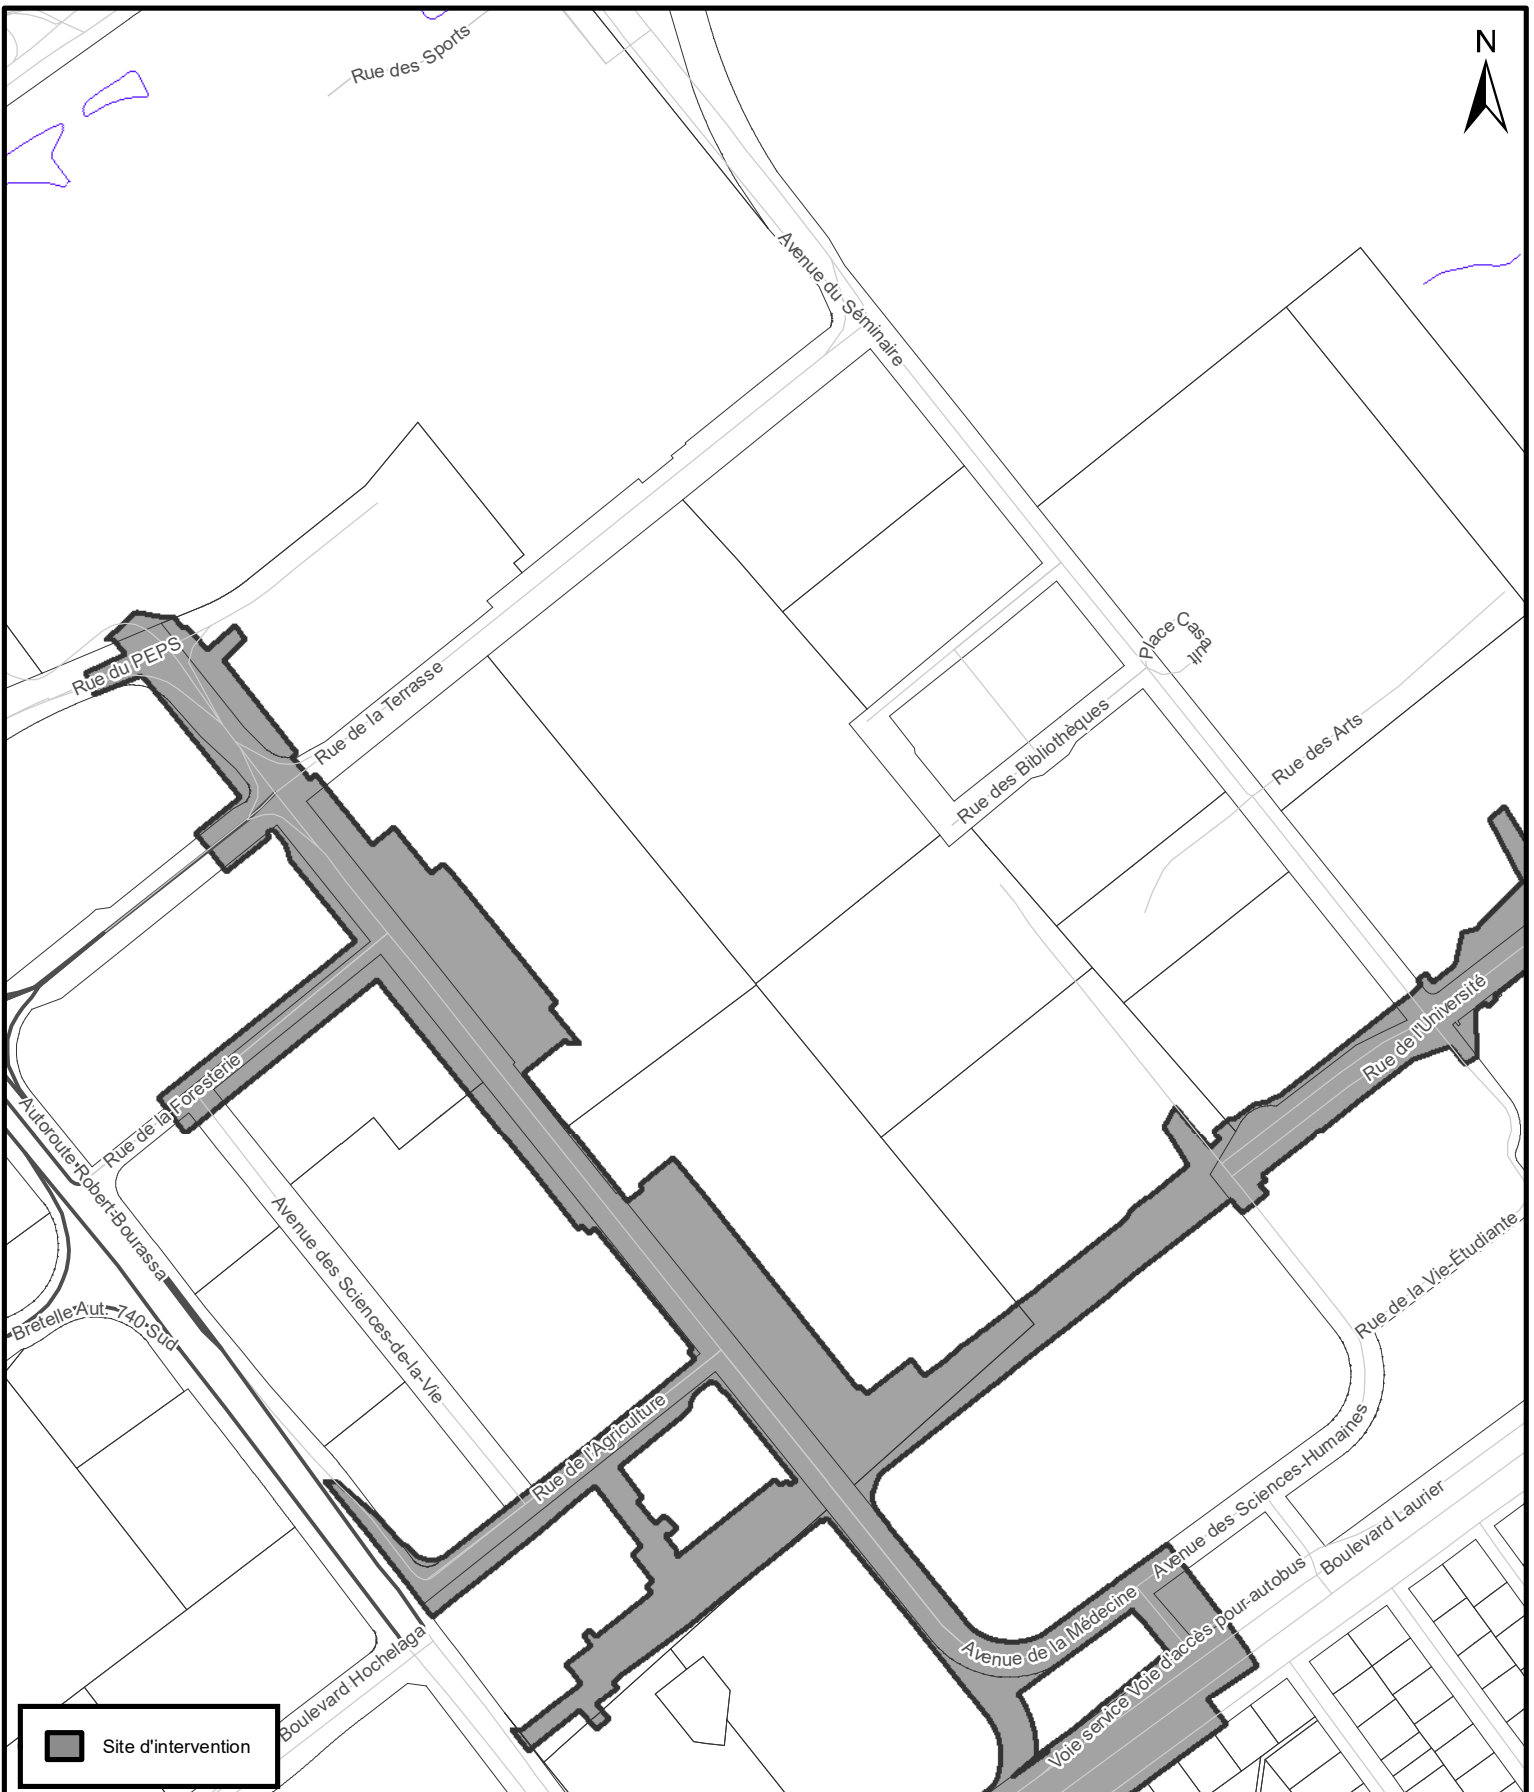 N
Rue des Sports
Avenue du Séminaire
Place Casault
Rue du PEPS
Rue de la Terrasse
Rue des Bibliothèques
Rue des Arts
Rue de l'Université
Rue de la Foresterie
Autoroute Robert-Bourassa
Avenue des Sciences-de-la-Vie
Rue de la Vie-Étudiante
Bretelle Aut. 740 Sud
Rue de l'Agriculture
Avenue des Sciences-Humaines
Boulevard Laurier
Avenue de la Médecine
Voie service Voie d'accès pour autobus
Boulevard Hochelaga
Site d'intervention